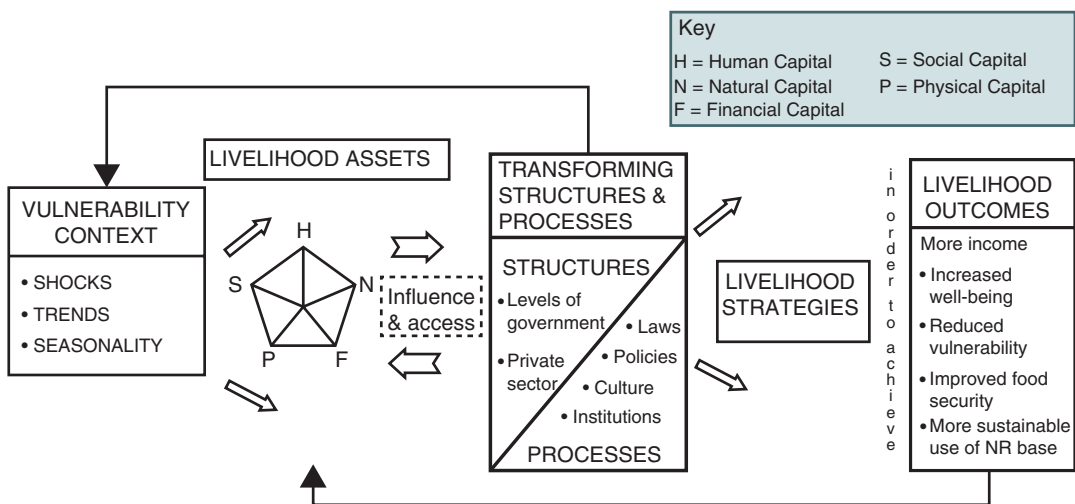 Key
H = Human Capital
S = Social Capital
N = Natural Capital
P = Physical Capital
F = Financial Capital
LIVELIHOOD ASSETS
VULNERABILITY
CONTEXT
• SHOCKS
• TRENDS
• SEASONALITY
H
S
N
P
F
Influence
& access
TRANSFORMING
STRUCTURES &
PROCESSES
STRUCTURES
• Levels of
government
• Private
sector
• Laws
• Policies
• Culture
• Institutions
PROCESSES
LIVELIHOOD
STRATEGIES
in order to achieve
LIVELIHOOD
OUTCOMES
More income
• Increased
well-being
• Reduced
vulnerability
• Improved food
security
• More sustainable
use of NR base